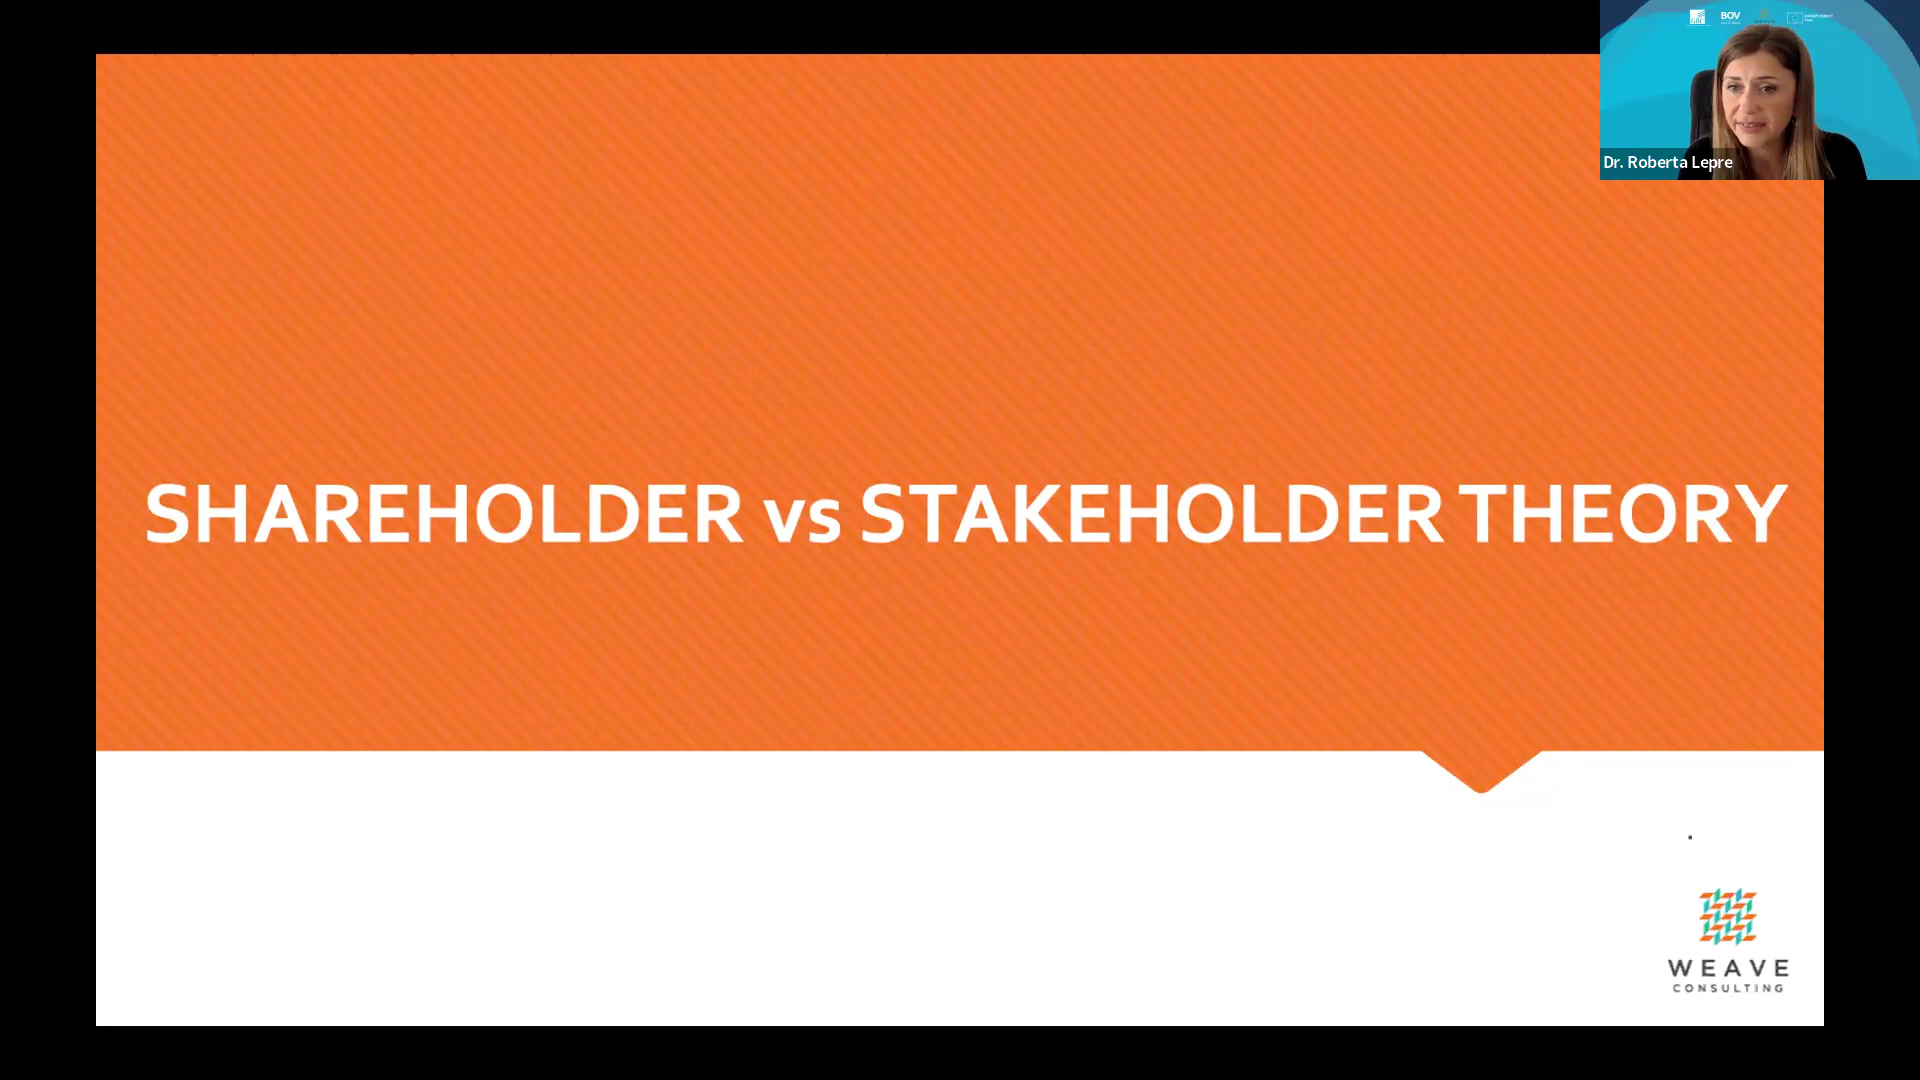 BOV
Dr. Roberta Lepre
SHAREHOLDER vs STAKEHOLDER THEORY
WEAVE
CONSULTING